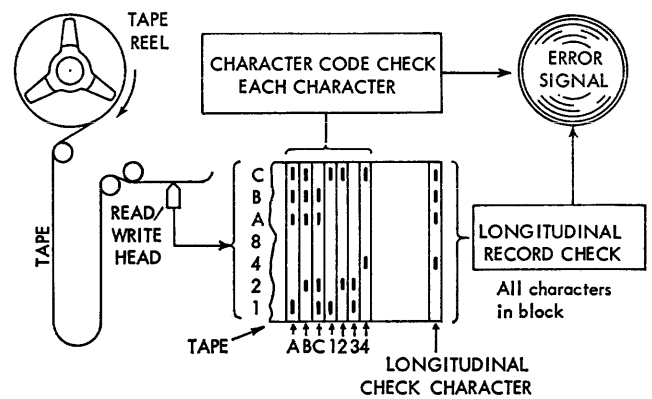 TAPE
REEL
CHARACTER CODE CHECK
EACH CHARACTER
ERROR
SIGNAL
TAPE
READ/
WRITE
HEAD
C
B
A
8
4
2
1
LONGITUDINAL
RECORD CHECK
All characters
in block
TAPE
A B C 1 2 3 4
LONGITUDINAL
CHECK CHARACTER